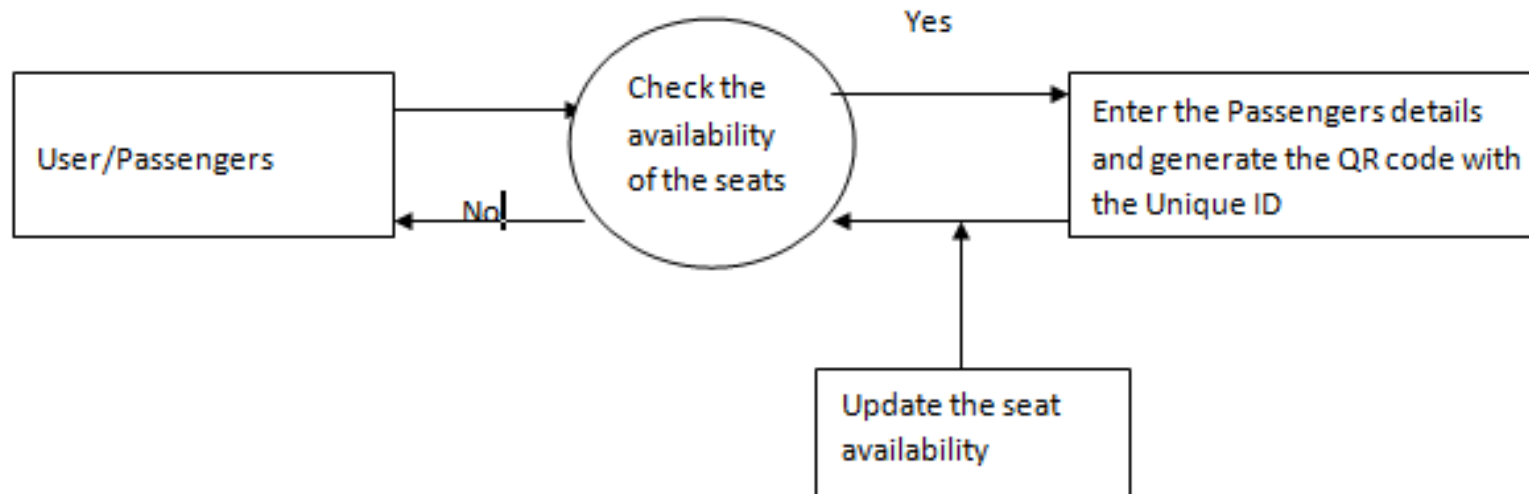 Yes
User/Passengers
Check the
availability
of the seats
Enter the Passengers details
and generate the QR code with
the Unique ID
No
Update the seat
availability